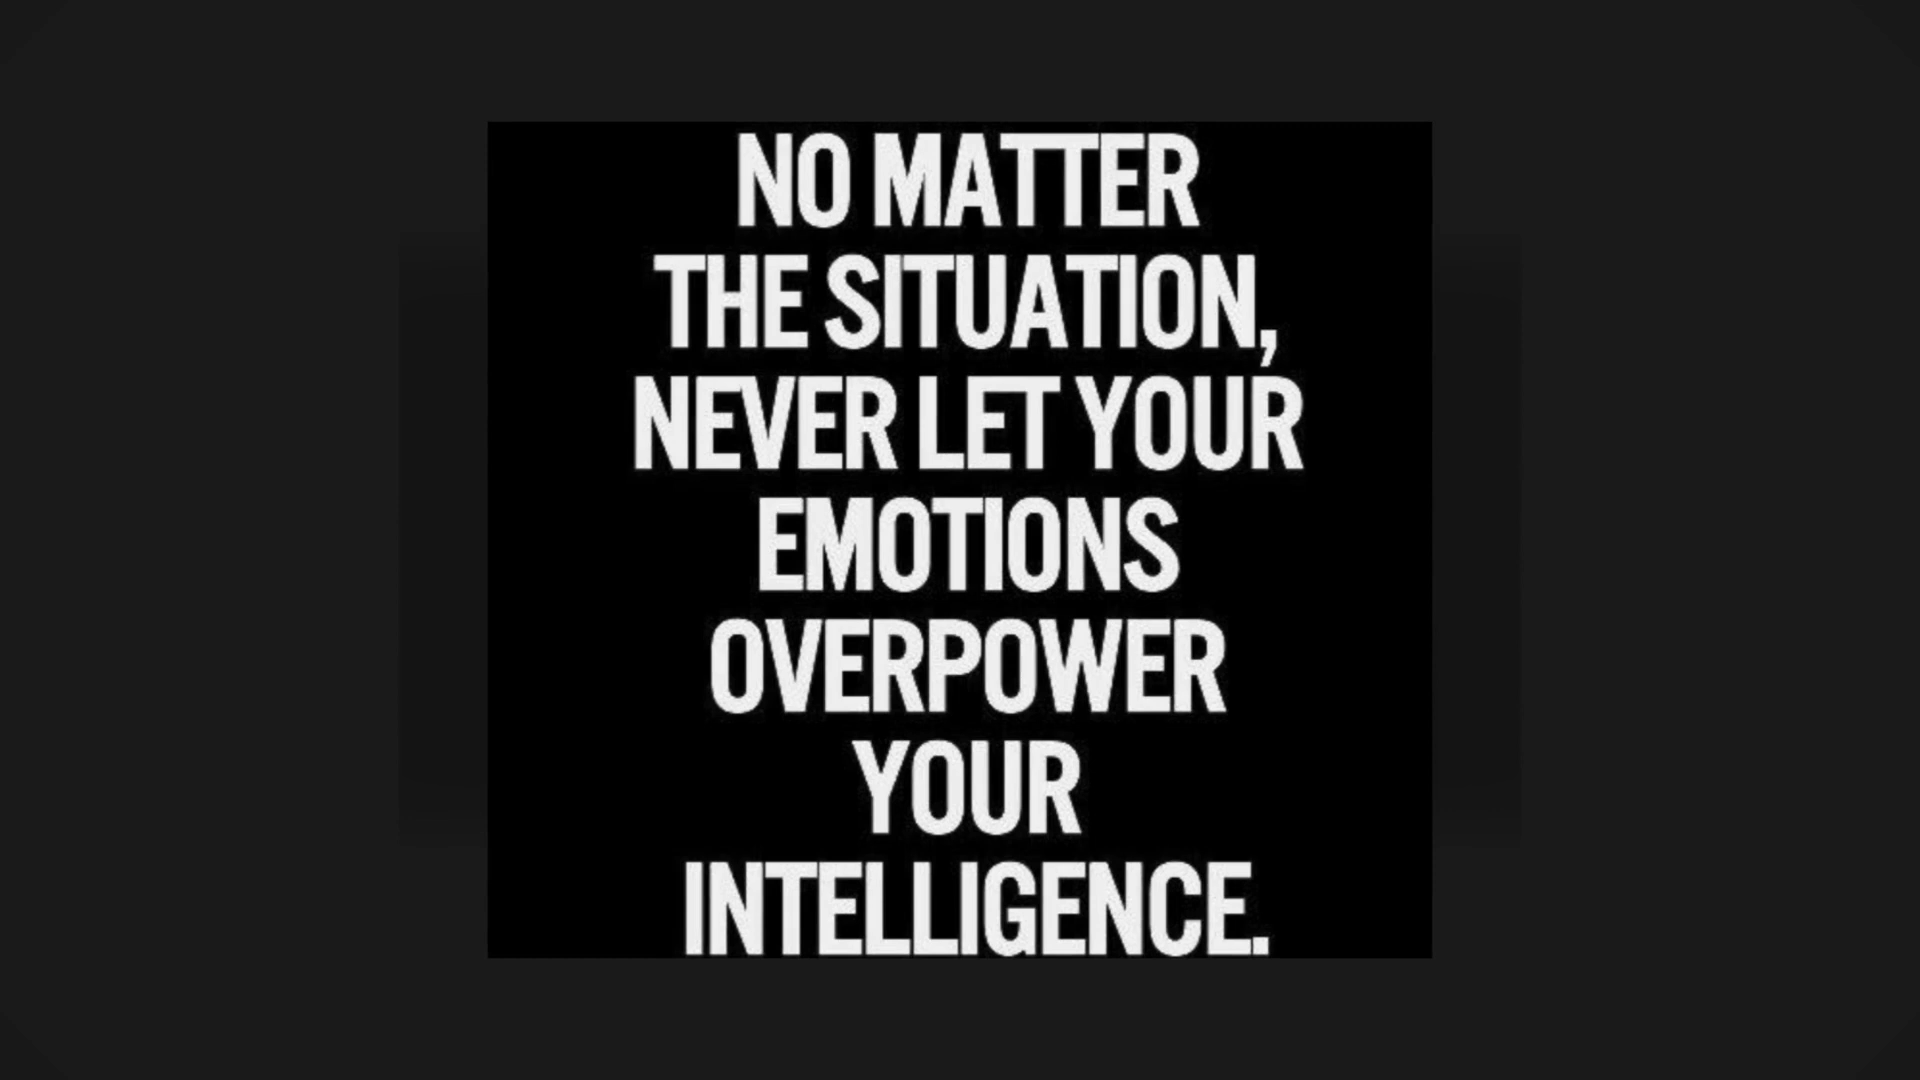 NO MATTER
THE SITUATION,
NEVER LET YOUR
EMOTIONS
OVERPOWER
YOUR
INTELLIGENCE.